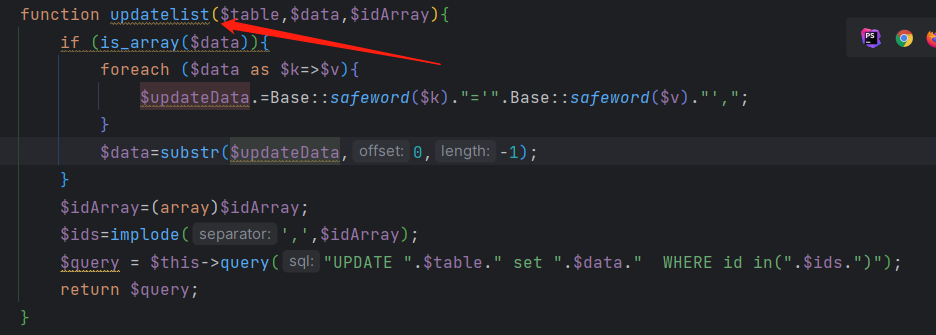 function updatelist($table,$data,$idArray){
if (is_array($data)){
foreach ($data as $k=>$v){
$updateData.=Base::safeword($k)."='".Base::safeword($v)."',";
}
$data=substr($updateData, offset: 0, length: -1);
}
$idArray=(array)$idArray;
$ids=implode( separator: ',',$idArray);
$query = $this->query( sql: "UPDATE ".$table." set ".$data."  WHERE id in(".$ids.")");
return $query;
}
PS